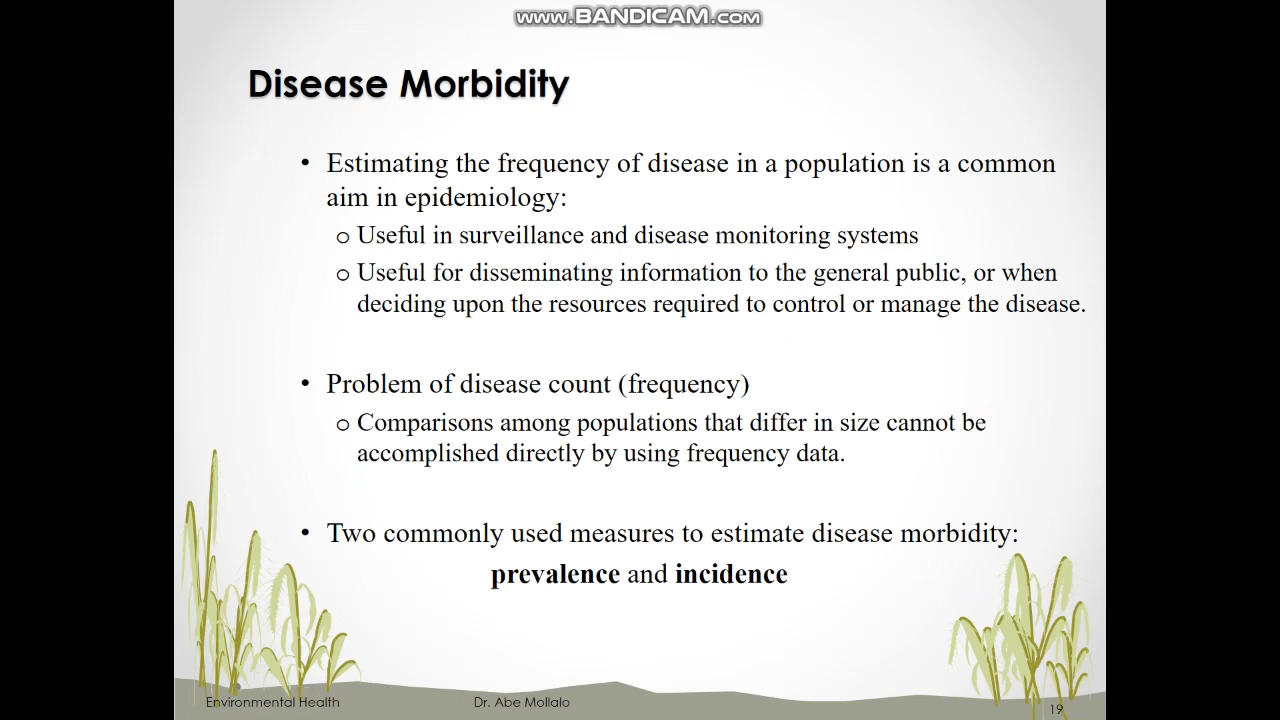 www.BANDICAM.com
Disease Morbidity
• Estimating the frequency of disease in a population is a common
aim in epidemiology:
o Useful in surveillance and disease monitoring systems
o Useful for disseminating information to the general public, or when
deciding upon the resources required to control or manage the disease.
• Problem of disease count (frequency)
o Comparisons among populations that differ in size cannot be
accomplished directly by using frequency data.
• Two commonly used measures to estimate disease morbidity:
prevalence and incidence
Environmental Health Dr. Abe Mollalo 19